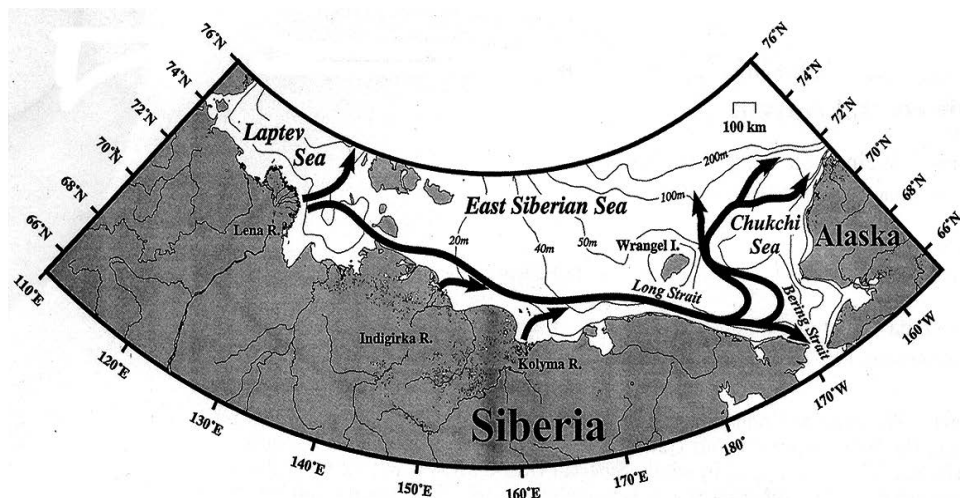 76°N
74°N
72°N
70°N
68°N
66°N
110°E
120°E
130°E
140°E
150°E
160°E
170°E
180°
170°W
160°W
66°N
68°N
70°N
72°N
74°N
76°N
100 km
Laptev
Sea
Lena R.
East Siberian Sea
20m
40m
50m
100m
200m
Wrangel I.
Long Strait
Chukchi
Sea
Alaska
Bering Strait
Indigirka R.
Kolyma R.
Siberia